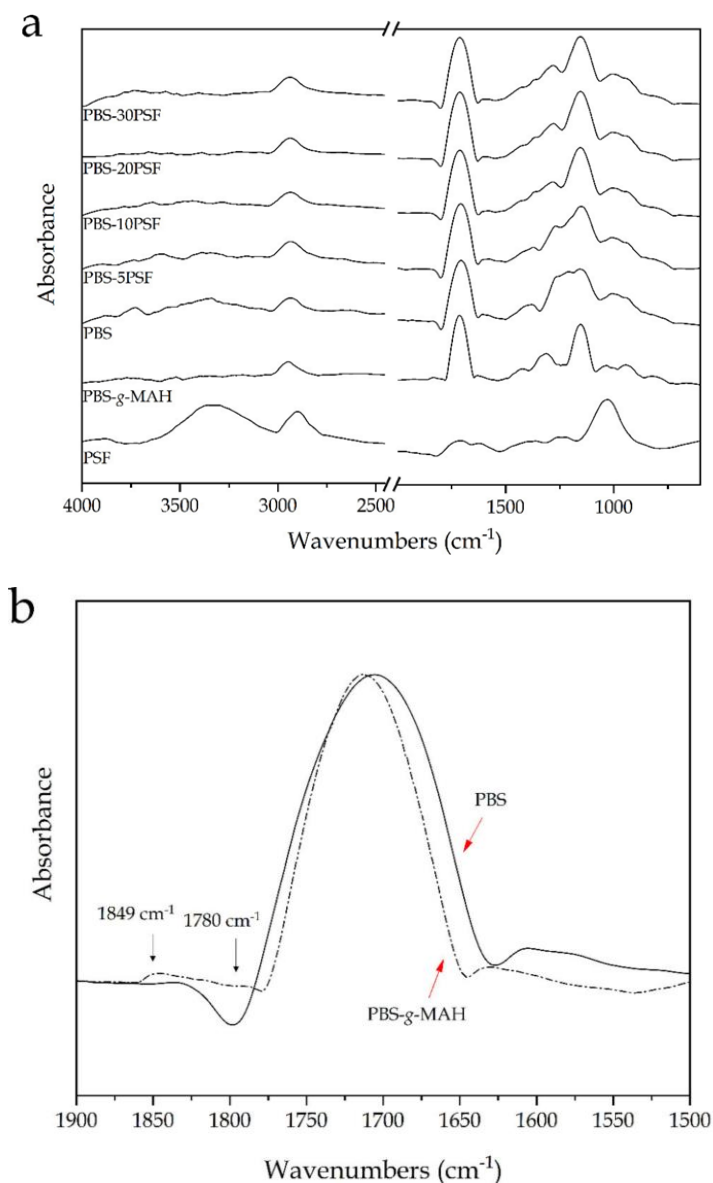 a
PBS-30PSF
PBS-20PSF
PBS-10PSF
PBS-5PSF
PBS
PBS-g-MAH
PSF
Absorbance
4000 3500 3000 2500 1500 1000
Wavenumbers (cm⁻¹)
b
Absorbance
PBS
1849 cm⁻¹
1780 cm⁻¹
PBS-g-MAH
1900 1850 1800 1750 1700 1650 1600 1550 1500
Wavenumbers (cm⁻¹)